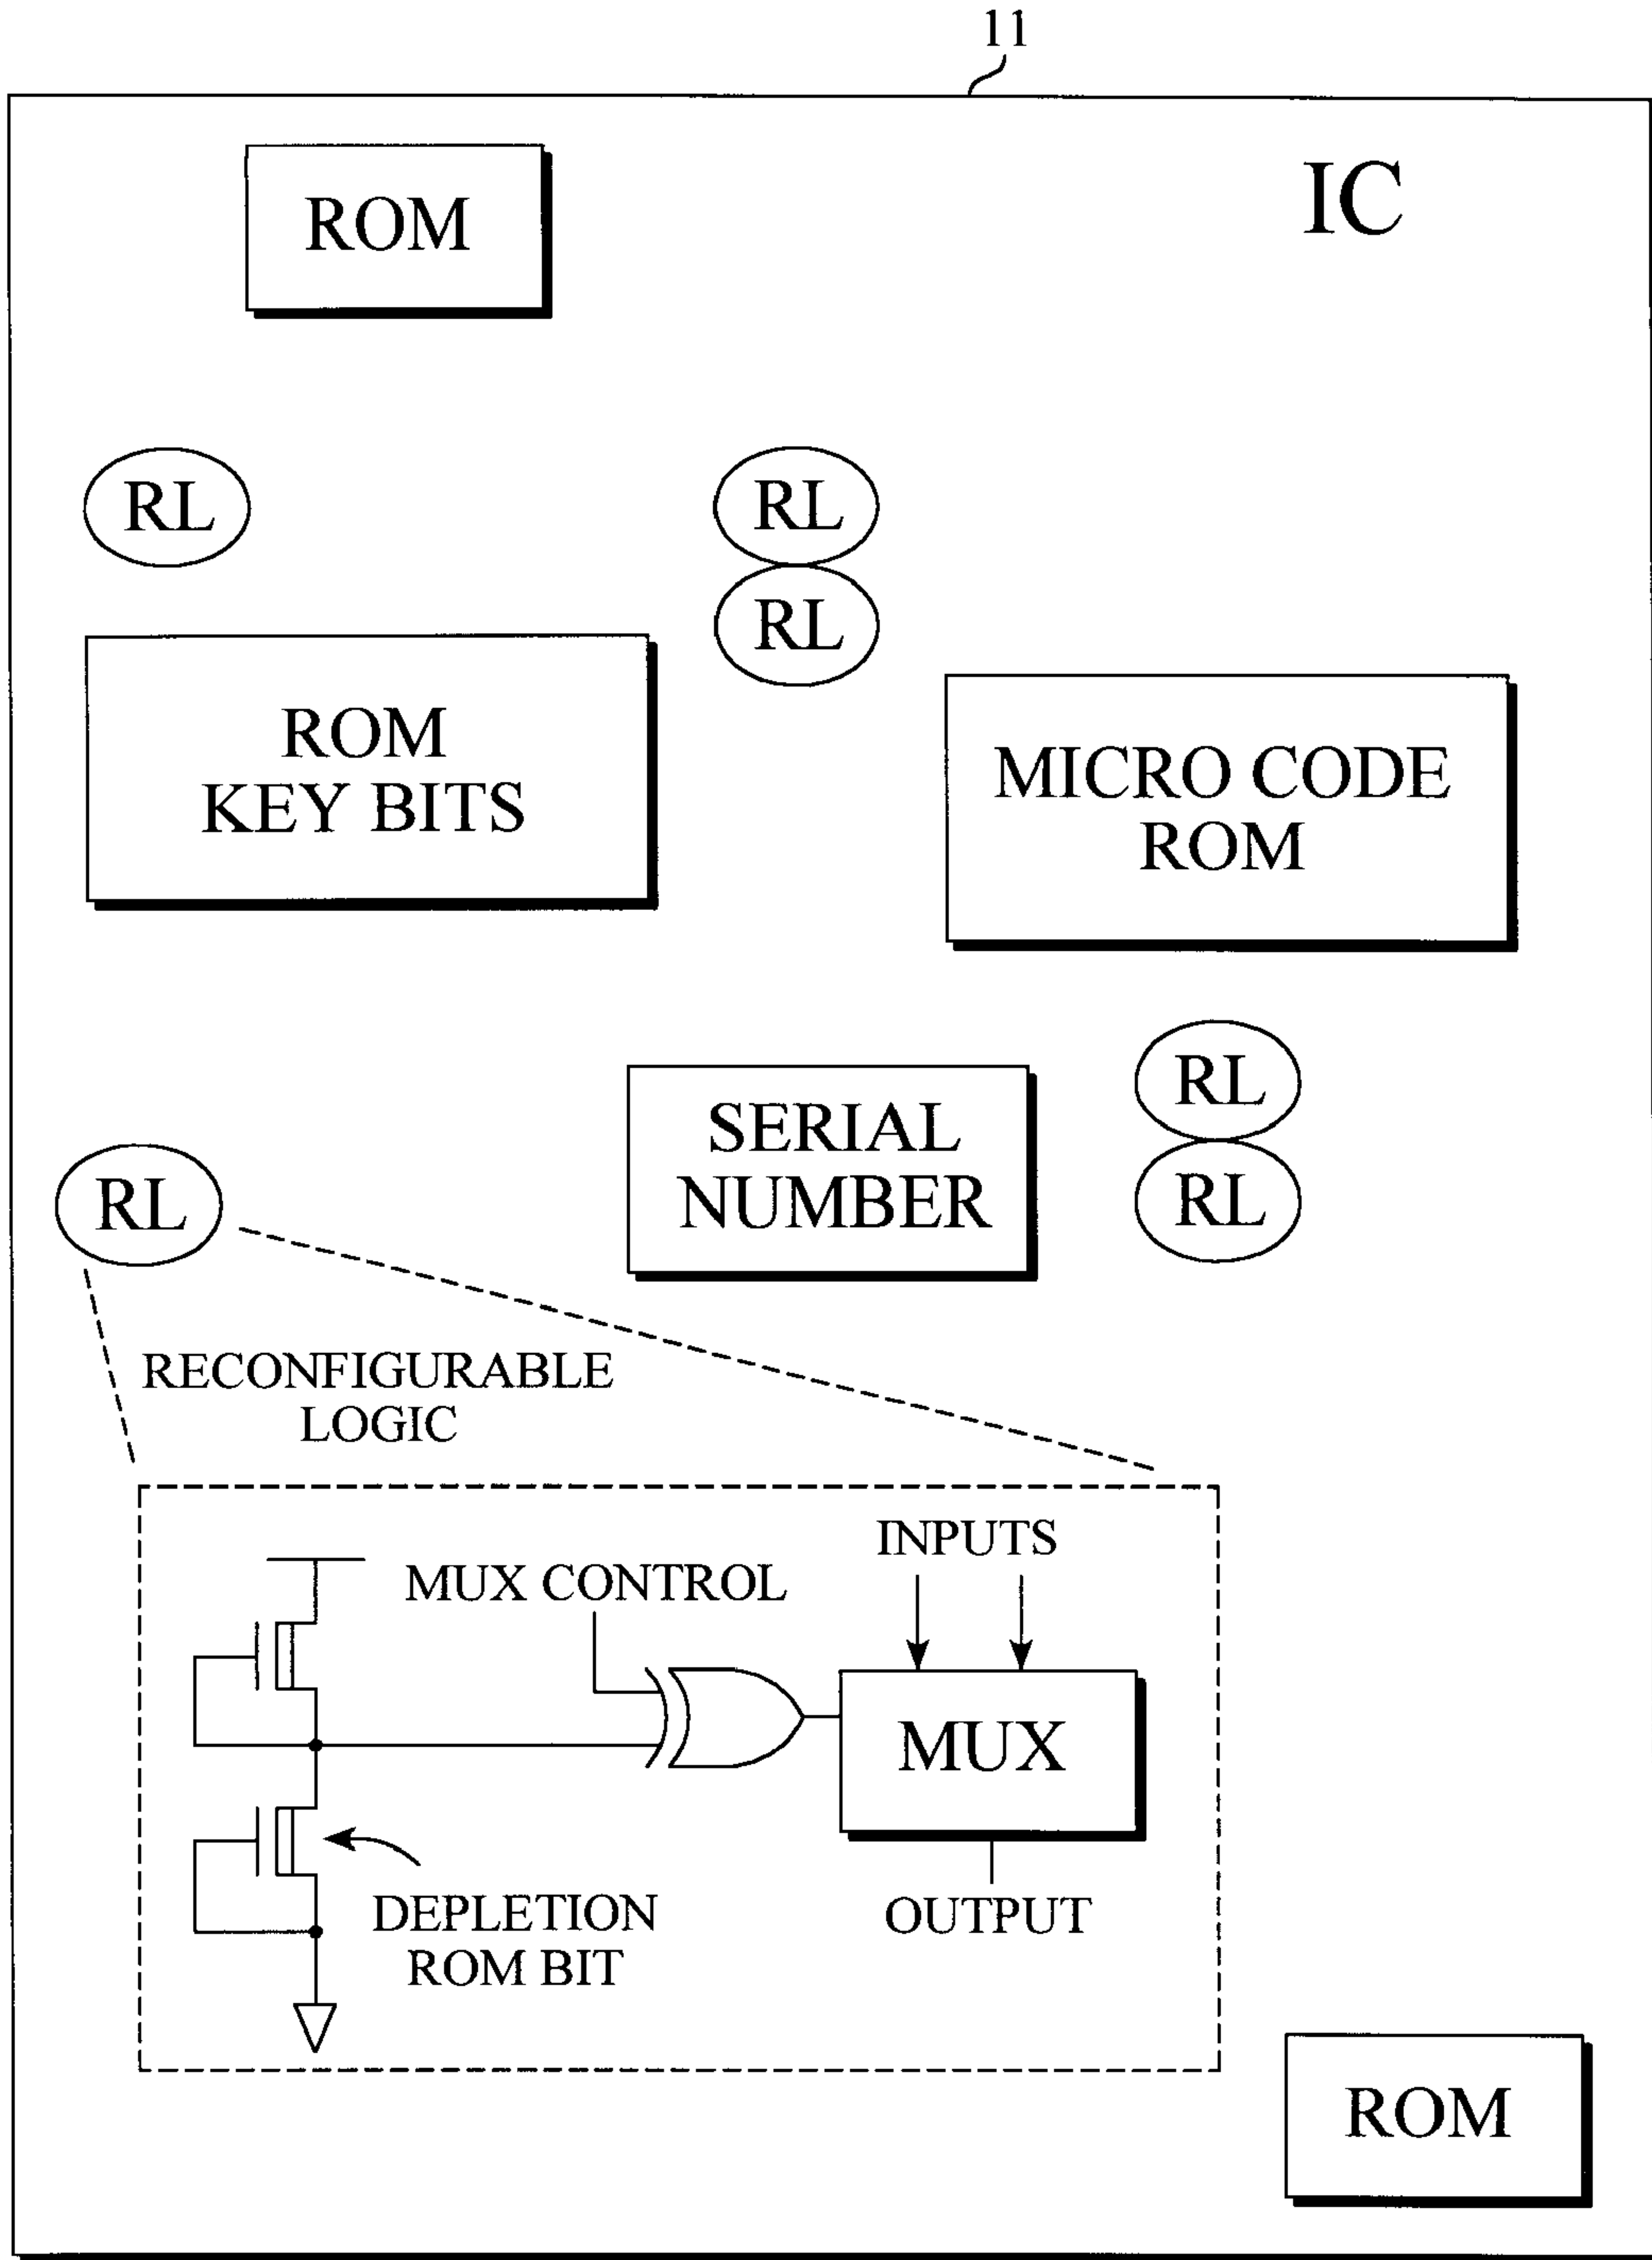 11
IC
ROM
RL
RL
RL
ROM
KEY BITS
MICRO CODE
ROM
RL
SERIAL
NUMBER
RL
RL
RECONFIGURABLE
LOGIC
INPUTS
MUX CONTROL
MUX
DEPLETION
ROM BIT
OUTPUT
ROM